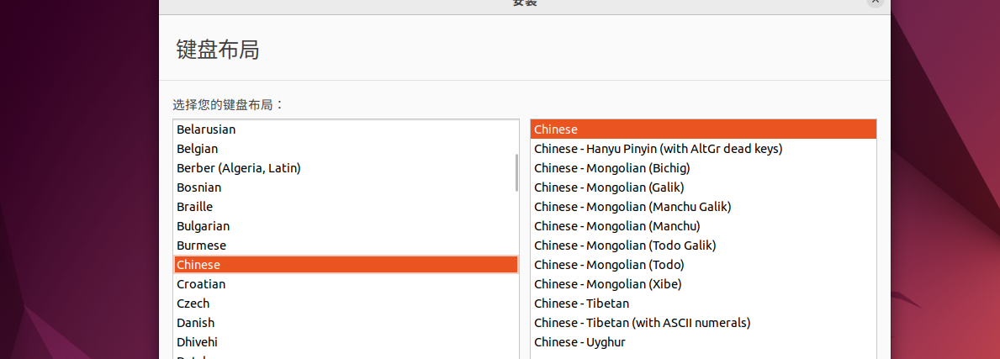 安装
键盘布局
选择您的键盘布局：
Belarusian
Belgian
Berber (Algeria, Latin)
Bosnian
Braille
Bulgarian
Burmese
Chinese
Croatian
Czech
Danish
Dhivehi
Chinese
Chinese - Hanyu Pinyin (with AltGr dead keys)
Chinese - Mongolian (Bichig)
Chinese - Mongolian (Galik)
Chinese - Mongolian (Manchu Galik)
Chinese - Mongolian (Manchu)
Chinese - Mongolian (Todo Galik)
Chinese - Mongolian (Todo)
Chinese - Mongolian (Xibe)
Chinese - Tibetan
Chinese - Tibetan (with ASCII numerals)
Chinese - Uyghur